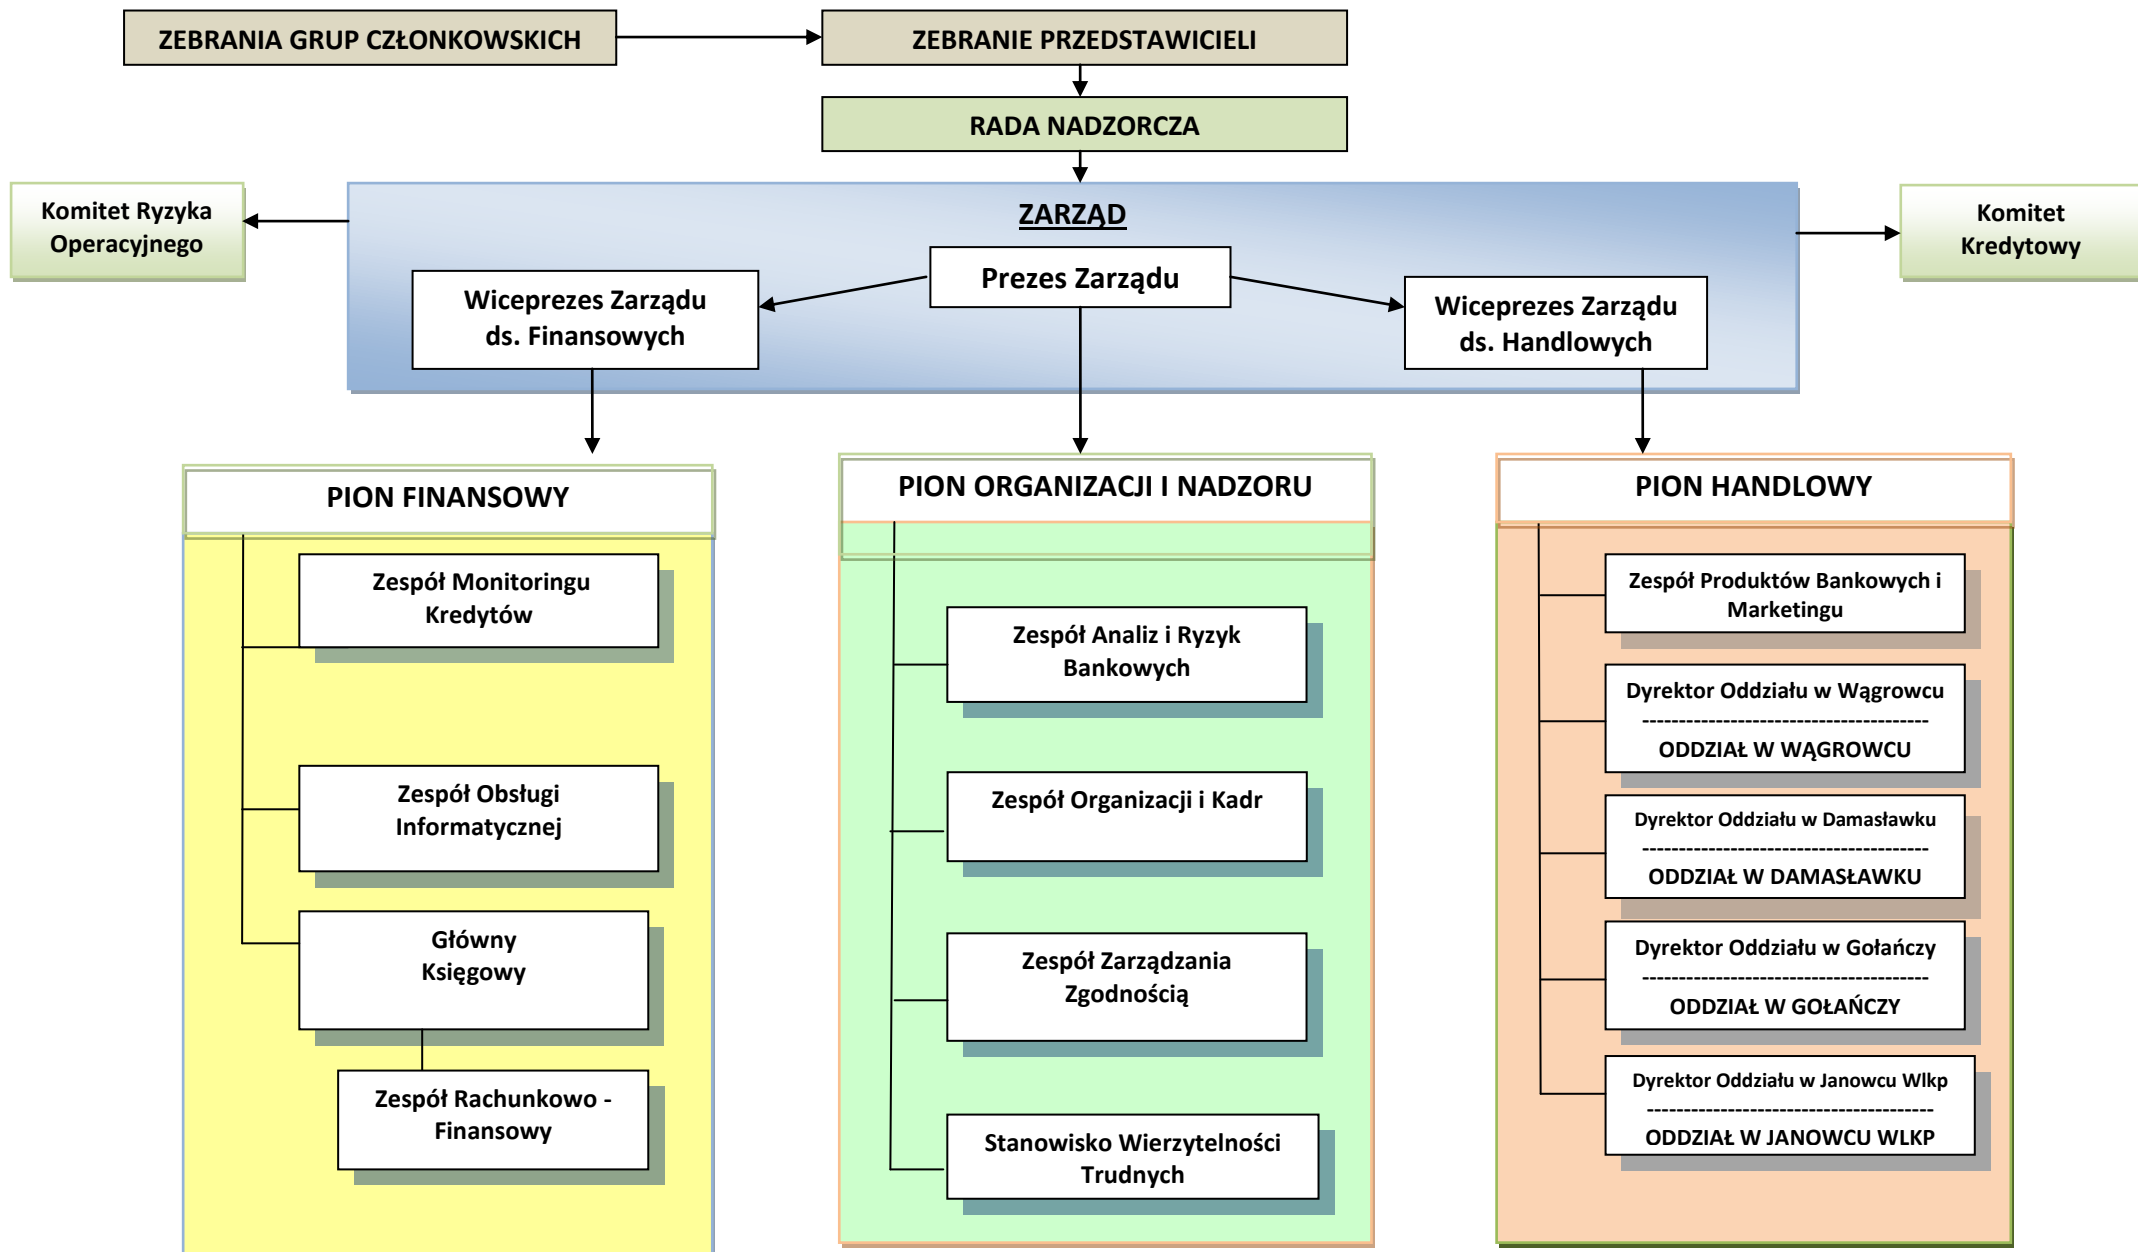 ZEBRANIA GRUP CZŁONKOWSKICH
ZEBRANIE PRZEDSTAWICIELI
RADA NADZORCZA
Komitet Ryzyka
Operacyjnego
ZARZĄD
Komitet
Kredytowy
Prezes Zarządu
Wiceprezes Zarządu
ds. Finansowych
Wiceprezes Zarządu
ds. Handlowych
PION FINANSOWY
Zespół Monitoringu
Kredytów
Zespół Obsługi
Informatycznej
Główny
Księgowy
Zespół Rachunkowo -
Finansowy
PION ORGANIZACJI I NADZORU
Zespół Analiz i Ryzyk
Bankowych
Zespół Organizacji i Kadr
Zespół Zarządzania
Zgodnością
Stanowisko Wierzytelności
Trudnych
PION HANDLOWY
Zespół Produktów Bankowych i
Marketingu
Dyrektor Oddziału w Wągrowcu
---------------------------------------
ODDZIAŁ W WĄGROWCU
Dyrektor Oddziału w Damasławku
---------------------------------------
ODDZIAŁ W DAMASŁAWKU
Dyrektor Oddziału w Gołańczy
---------------------------------------
ODDZIAŁ W GOŁAŃCZY
Dyrektor Oddziału w Janowcu Wlkp
---------------------------------------
ODDZIAŁ W JANOWCU WLKP